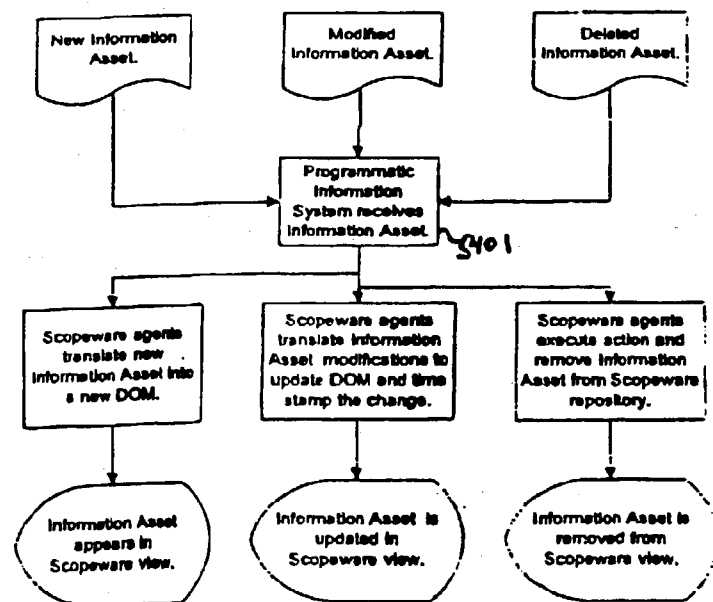 New Information
Asset.
Modified
Information Asset.
Deleted
Information Asset.
Programmatic
Information
System receives
Information Asset.
S401
Scopeware agents
translate new
Information Asset into
a new DOM.
Scopeware agents
translate Information
Asset modifications to
update DOM and time
stamp the change.
Scopeware agents
execute action and
remove Information
Asset from Scopeware
repository.
Information Asset
appears in
Scopeware view.
Information Asset is
updated in
Scopeware view.
Information Asset is
removed from
Scopeware view.